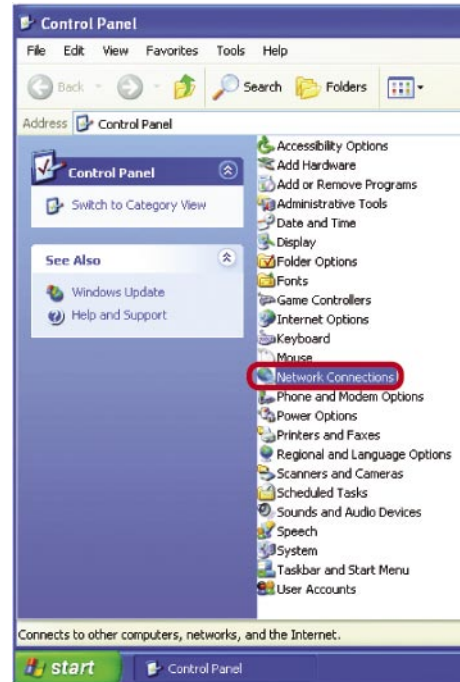 Control Panel
File Edit View Favorites Tools Help
Back Search Folders
Address Control Panel
Control Panel
Switch to Category View
See Also
Windows Update
Help and Support
Accessibility Options
Add Hardware
Add or Remove Programs
Administrative Tools
Date and Time
Display
Folder Options
Fonts
Game Controllers
Internet Options
Keyboard
Mouse
Network Connections
Phone and Modem Options
Power Options
Printers and Faxes
Regional and Language Options
Scanners and Cameras
Scheduled Tasks
Sounds and Audio Devices
Speech
System
Taskbar and Start Menu
User Accounts
Connects to other computers, networks, and the Internet.
start Control Panel